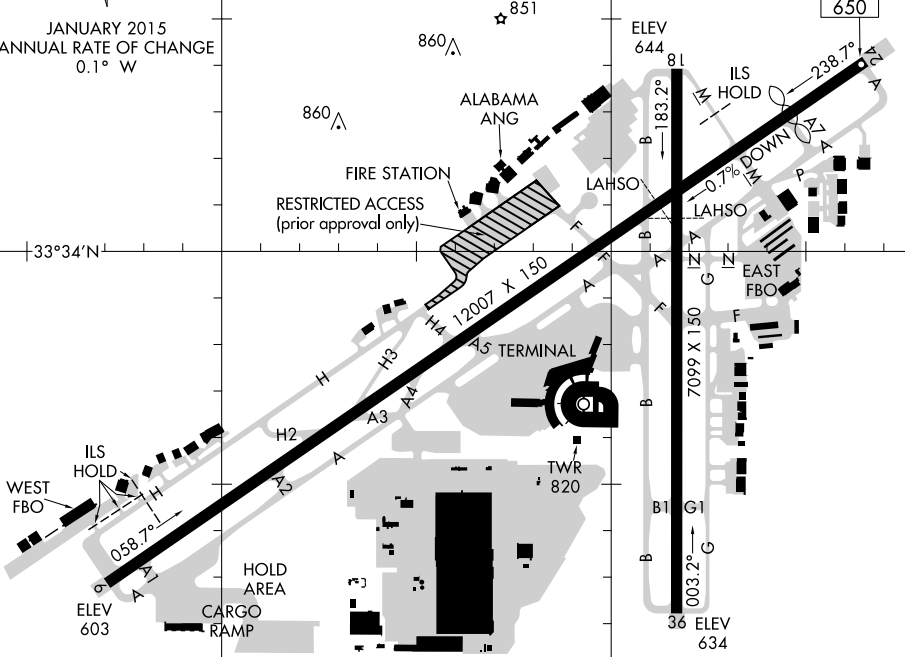 JANUARY 2015
ANNUAL RATE OF CHANGE
0.1° W
851
860
860
ELEV
644
650
18
24
238.7°
183.2°
ILS
HOLD
M
A
A7
A
B
ALABAMA
ANG
FIRE STATION
RESTRICTED ACCESS
(prior approval only)
LAHSO
0.7% DOWN
M
P
LAHSO
33°34'N
F
F
B
A
A
N
N
G
EAST
FBO
12007 X 150
A
F
F
7099 X 150
H4
A5
TERMINAL
H3
H
A4
A3
B
H2
A
A2
TWR
820
ILS
HOLD
WEST
FBO
H
058.7°
B1
G1
B
G
003.2°
A1
A
6
ELEV
603
HOLD
AREA
CARGO
RAMP
36
ELEV
634